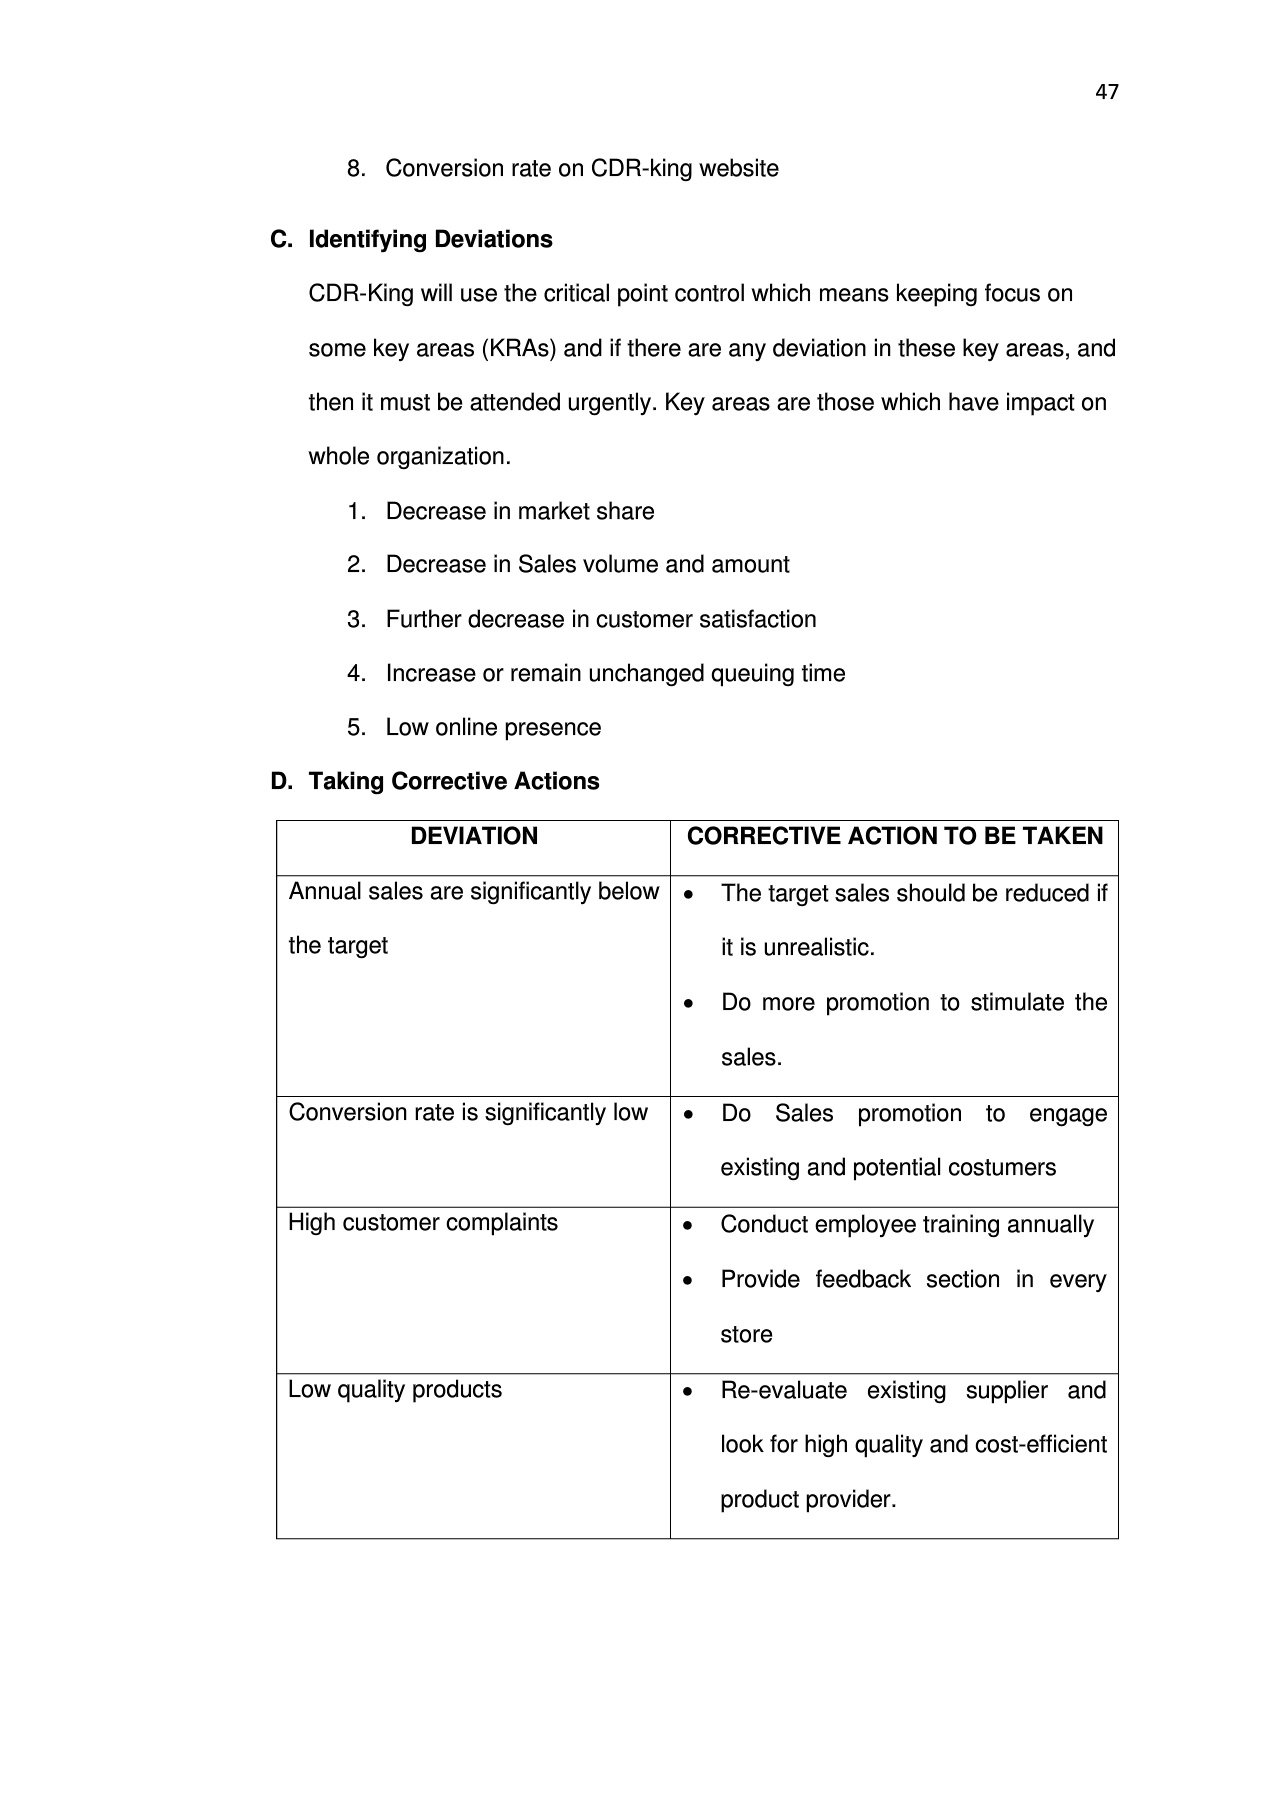 47
8. Conversion rate on CDR-king website
C. Identifying Deviations
CDR-King will use the critical point control which means keeping focus on
some key areas (KRAs) and if there are any deviation in these key areas, and
then it must be attended urgently. Key areas are those which have impact on
whole organization.
1. Decrease in market share
2. Decrease in Sales volume and amount
3. Further decrease in customer satisfaction
4. Increase or remain unchanged queuing time
5. Low online presence
D. Taking Corrective Actions
DEVIATION
CORRECTIVE ACTION TO BE TAKEN
Annual sales are significantly below
the target
• The target sales should be reduced if
it is unrealistic.
• Do more promotion to stimulate the
sales.
Conversion rate is significantly low
• Do Sales promotion to engage
existing and potential costumers
High customer complaints
• Conduct employee training annually
• Provide feedback section in every
store
Low quality products
• Re-evaluate existing supplier and
look for high quality and cost-efficient
product provider.